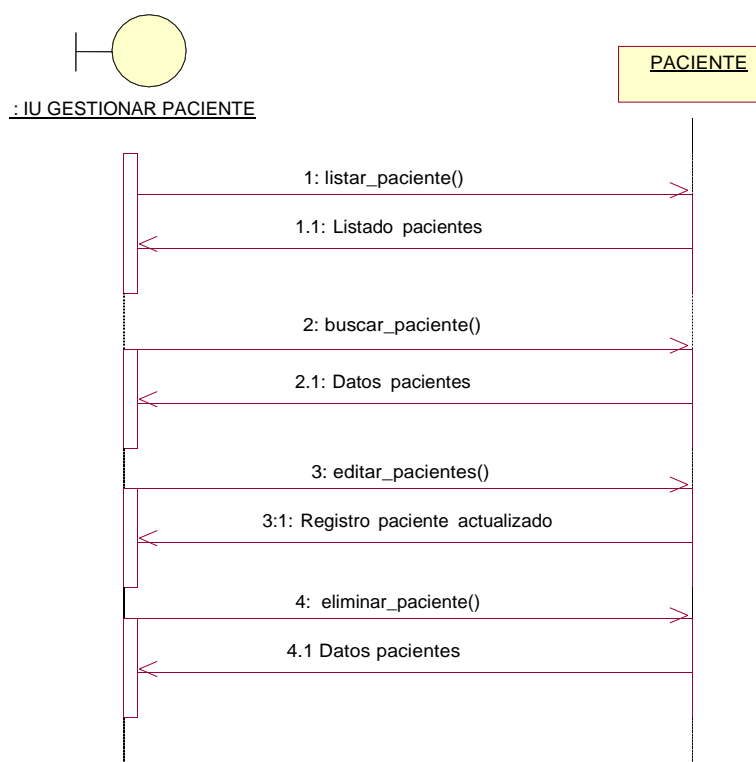 PACIENTE
: IU GESTIONAR PACIENTE
1: listar_paciente()
1.1: Listado pacientes
2: buscar_paciente()
2.1: Datos pacientes
3: editar_pacientes()
3:1: Registro paciente actualizado
4: eliminar_paciente()
4.1 Datos pacientes